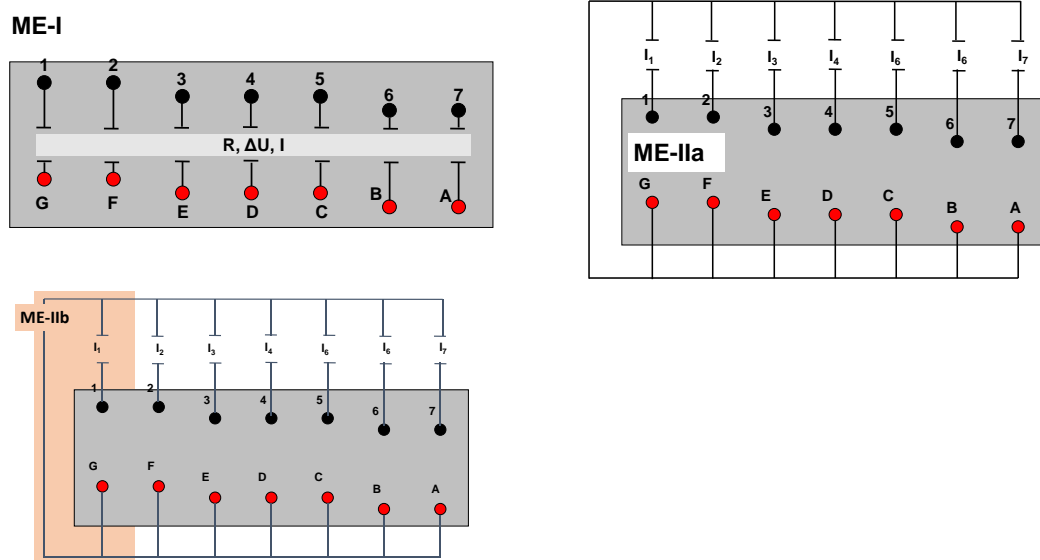 ME-I
1 2 3 4 5 6 7
R, ΔU, I
G F E D C B A
I₁ I₂ I₃ I₄ I₆ I₆ I₇
1 2 3 4 5 6 7
ME-IIa
G F E D C B A
ME-IIb
I₁ I₂ I₃ I₄ I₆ I₆ I₇
1 2 3 4 5 6 7
G F E D C B A